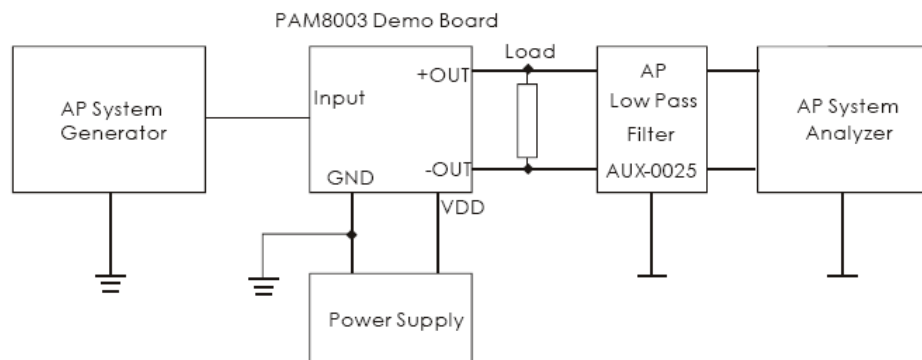 PAM8003 Demo Board
AP System
Generator
Input
+OUT
-OUT
GND
VDD
Load
AP
Low Pass
Filter
AUX-0025
AP System
Analyzer
Power Supply